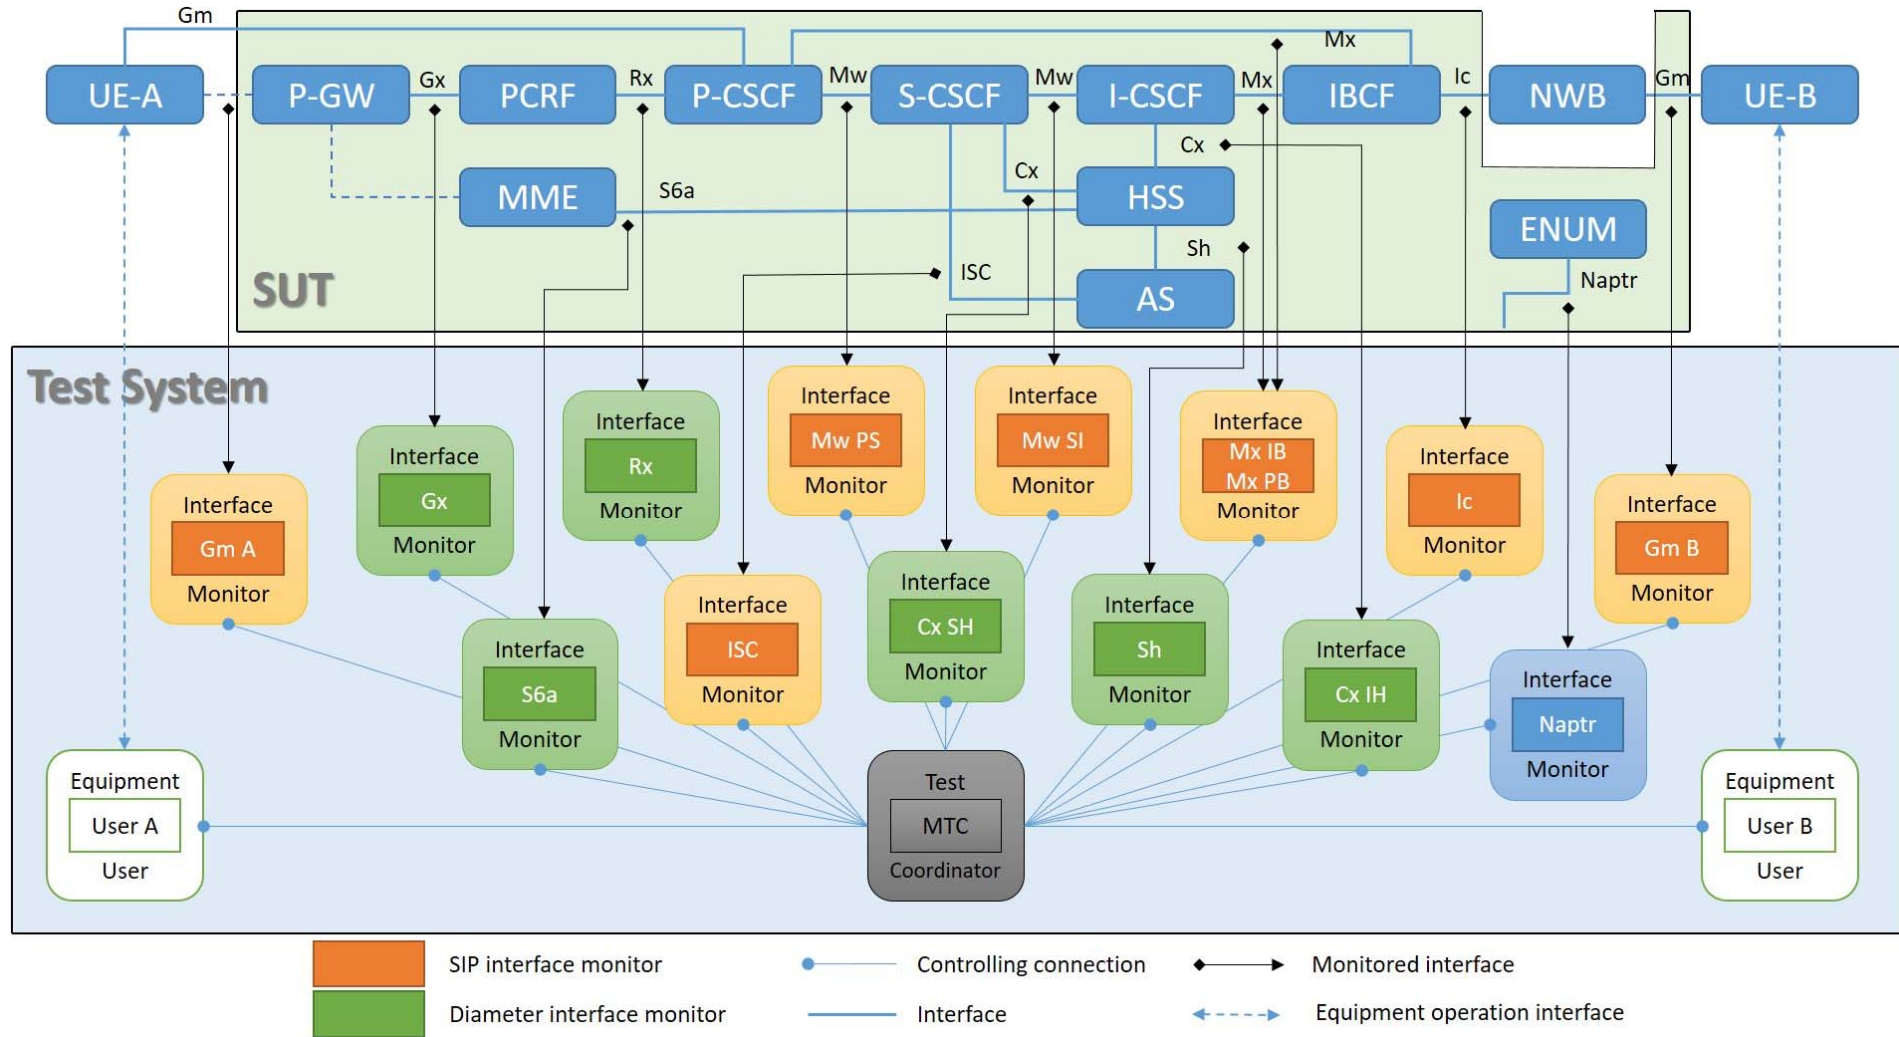 Gm
Mx
UE-A
P-GW
Gx
PCRF
Rx
P-CSCF
Mw
S-CSCF
Mw
I-CSCF
Mx
IBCF
Ic
NWB
Gm
UE-B
Cx
Cx
MME
S6a
HSS
ENUM
Sh
ISC
Naptr
SUT
AS
Test System
Interface
Mw PS
Monitor
Interface
Mw SI
Monitor
Interface
Rx
Monitor
Interface
Mx IB
Mx PB
Monitor
Interface
Gx
Monitor
Interface
Ic
Monitor
Interface
Gm A
Monitor
Interface
Gm B
Monitor
Interface
Cx SH
Monitor
Interface
ISC
Monitor
Interface
Sh
Monitor
Interface
S6a
Monitor
Interface
Cx IH
Monitor
Interface
Naptr
Monitor
Equipment
User A
User
Test
MTC
Coordinator
Equipment
User B
User
SIP interface monitor
Controlling connection
Monitored interface
Diameter interface monitor
Interface
Equipment operation interface